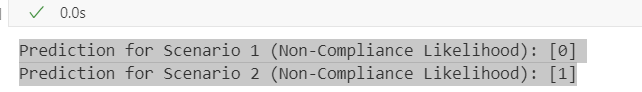 0.0s
Prediction for Scenario 1 (Non-Compliance Likelihood): [0]
Prediction for Scenario 2 (Non-Compliance Likelihood): [1]